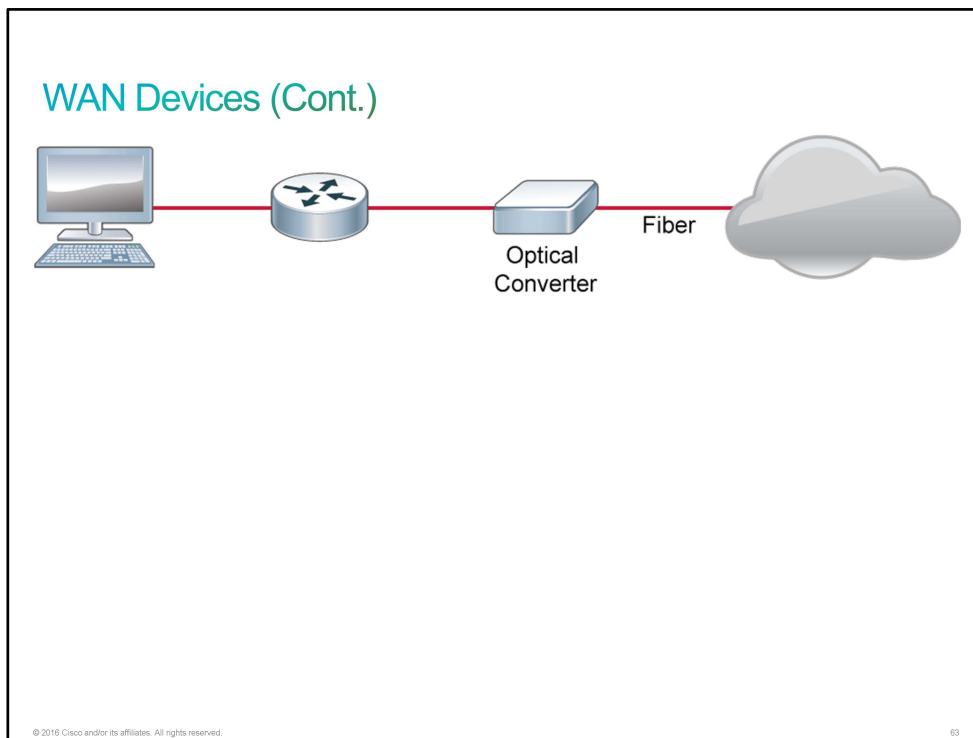 WAN Devices (Cont.)
Fiber
Optical
Converter
© 2016 Cisco and/or its affiliates. All rights reserved.
63